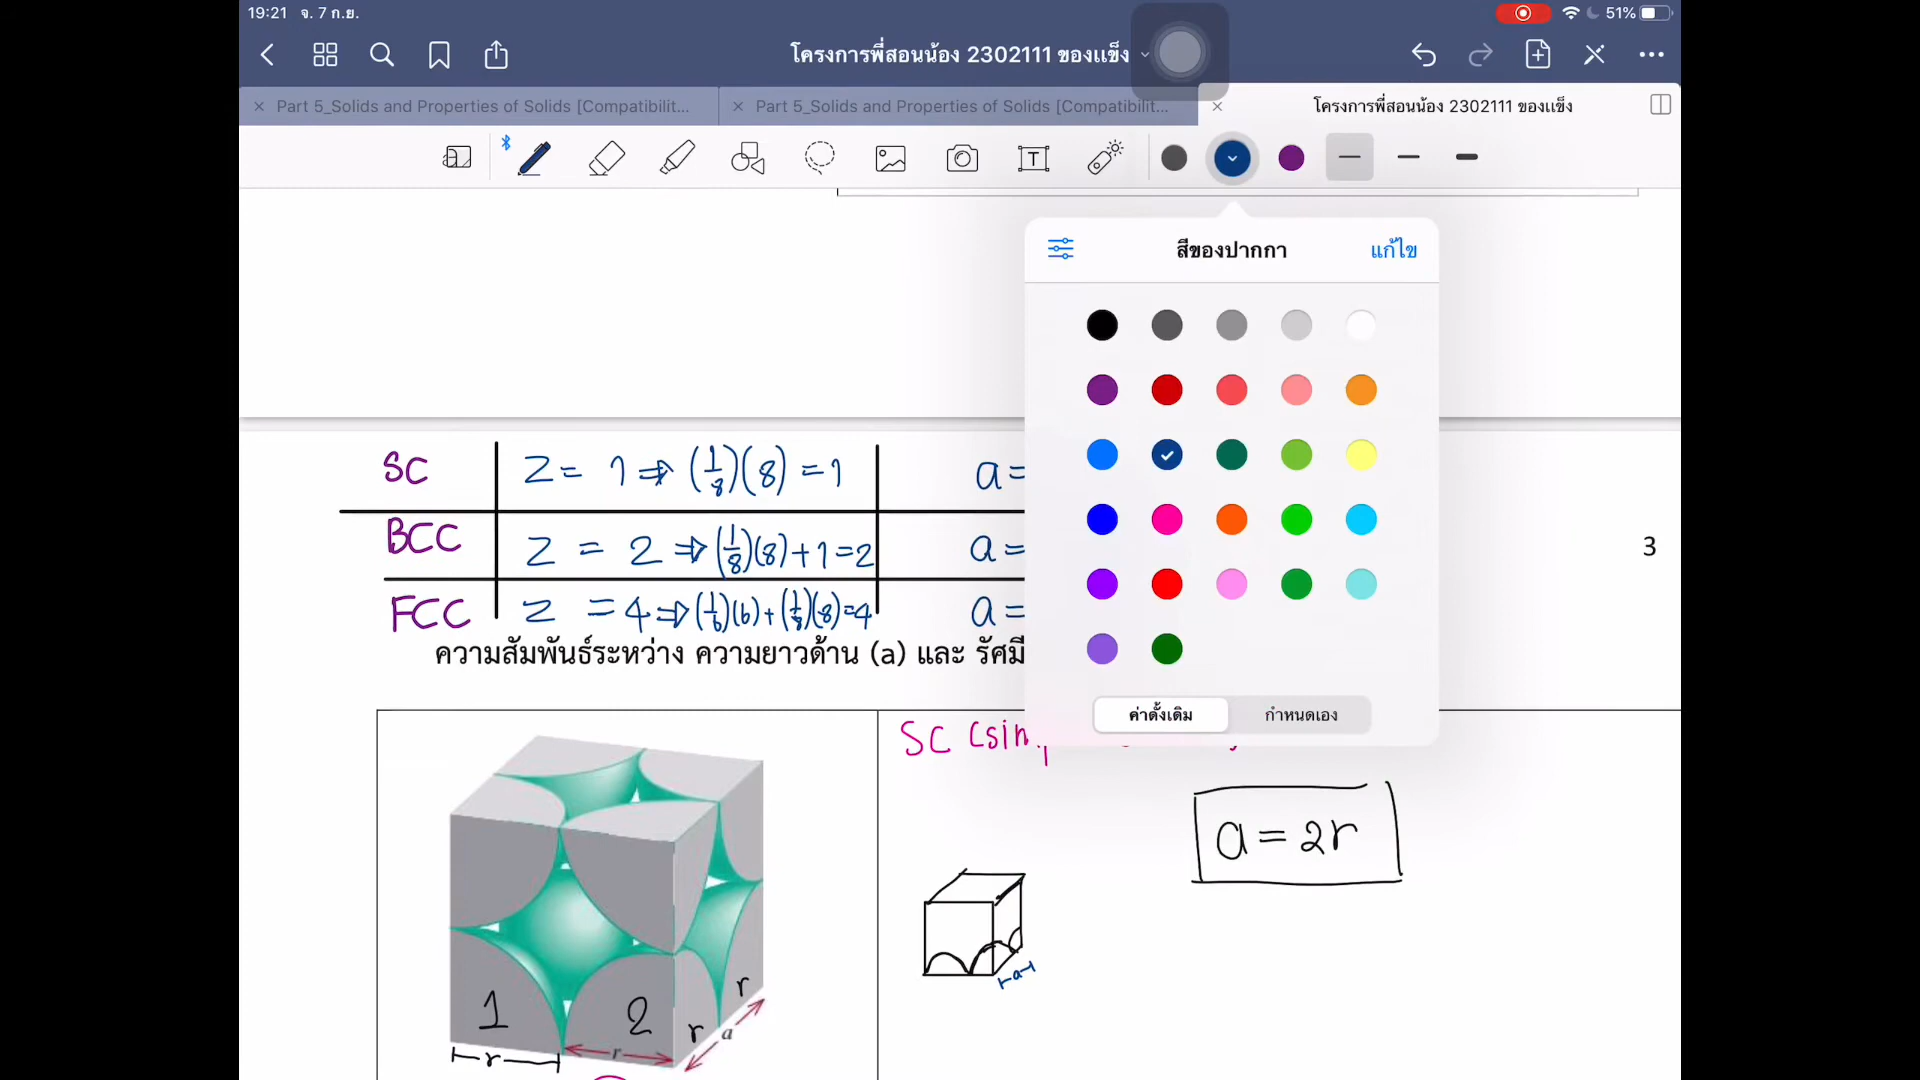 19:21 จ. 7 ก.ย. 51%
โครงการพี่สอนน้อง 2302111 ของแข็ง
Part 5_Solids and Properties of Solids [Compatibilit... Part 5_Solids and Properties of Solids [Compatibilit... โครงการพี่สอนน้อง 2302111 ของแข็ง
สีของปากกา แก้ไข
SC Z = 1 ⇒ (1/8)(8) = 1 a =
BCC Z = 2 ⇒ (1/8)(8) + 1 = 2 a =
3
FCC Z = 4 ⇒ (1/6)(6) + (1/8)(8) = 4 a =
ความสัมพันธ์ระหว่าง ความยาวด้าน (a) และ รัศมี
ค่าดั้งเดิม กำหนดเอง
SC (sim
a = 2r
a
1 2 r
r a
r r